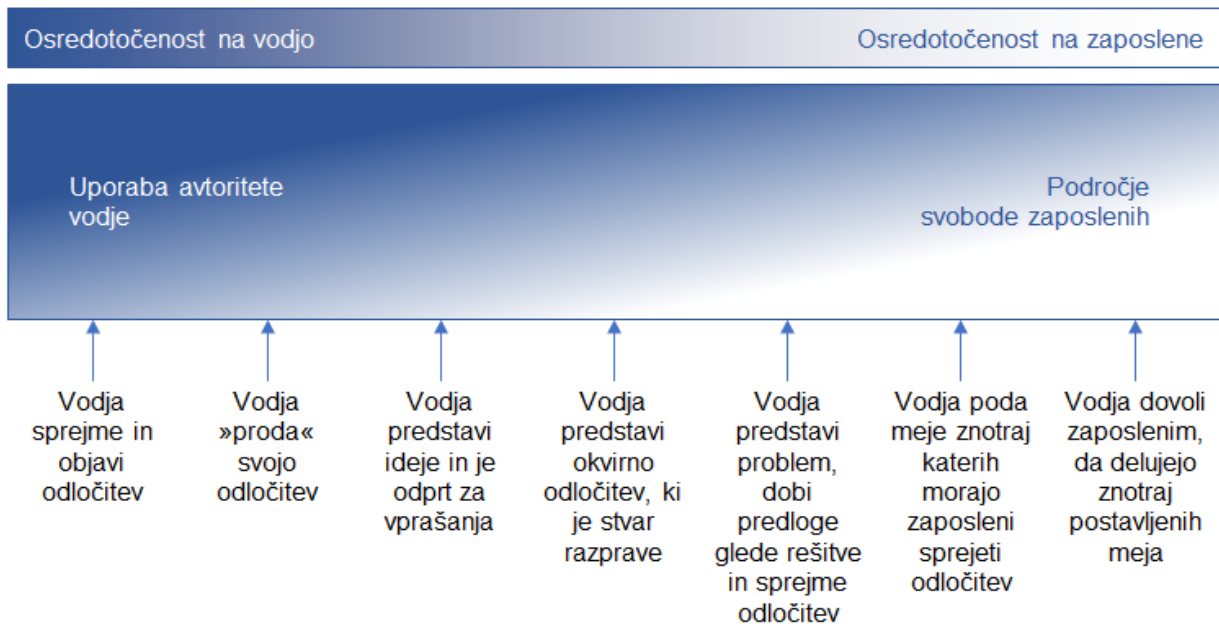 Osredotočenost na vodjo
Osredotočenost na zaposlene
Uporaba avtoritete
vodje
Področje
svobode zaposlenih
Vodja
sprejme in
objavi
odločitev
Vodja
»proda«
svojo
odločitev
Vodja
predstavi
ideje in je
odprt za
vprašanja
Vodja
predstavi
okvirno
odločitev, ki
je stvar
razprave
Vodja
predstavi
problem,
dobi
predloge
glede rešitve
in sprejme
odločitev
Vodja poda
meje znotraj
katerih
morajo
zaposleni
sprejeti
odločitev
Vodja dovoli
zaposlenim,
da delujejo
znotraj
postavljenih
meja